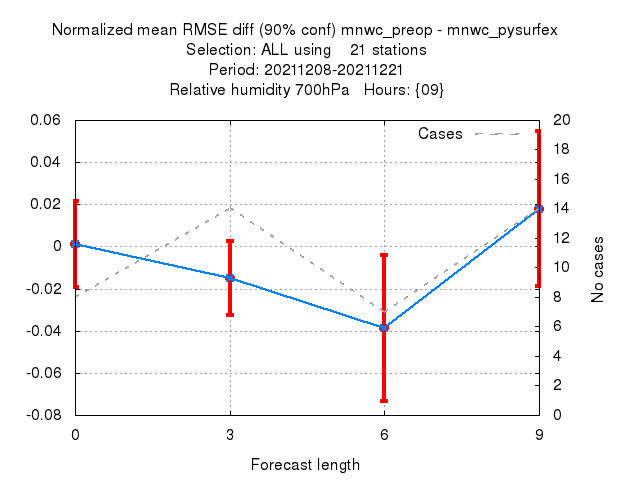 Normalized mean RMSE diff (90% conf) mnwc_preop - mnwc_pysurfex
Selection: ALL using    21 stations
Period: 20211208-20211221
Relative humidity 700hPa   Hours: {09}
Cases
0.06
0.04
0.02
0
-0.02
-0.04
-0.06
-0.08
20
18
16
14
12
10
8
6
4
2
0
No cases
0 3 6 9
Forecast length